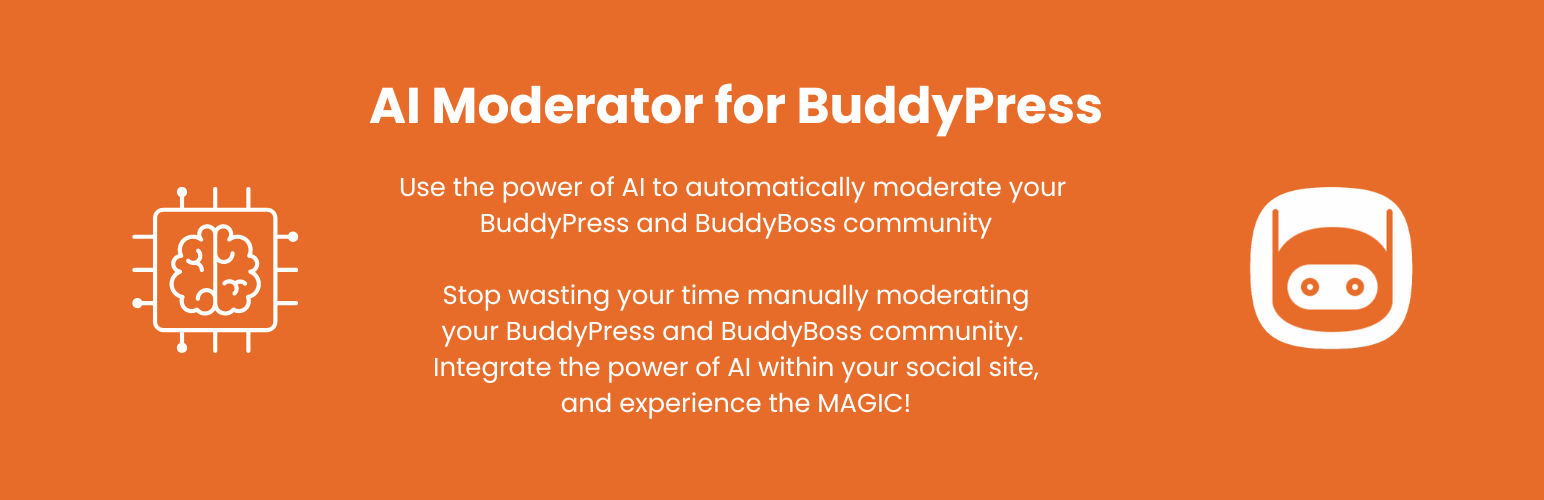 AI Moderator for BuddyPress
Use the power of AI to automatically moderate your
BuddyPress and BuddyBoss community
Stop wasting your time manually moderating
your BuddyPress and BuddyBoss community.
Integrate the power of AI within your social site,
and experience the MAGIC!